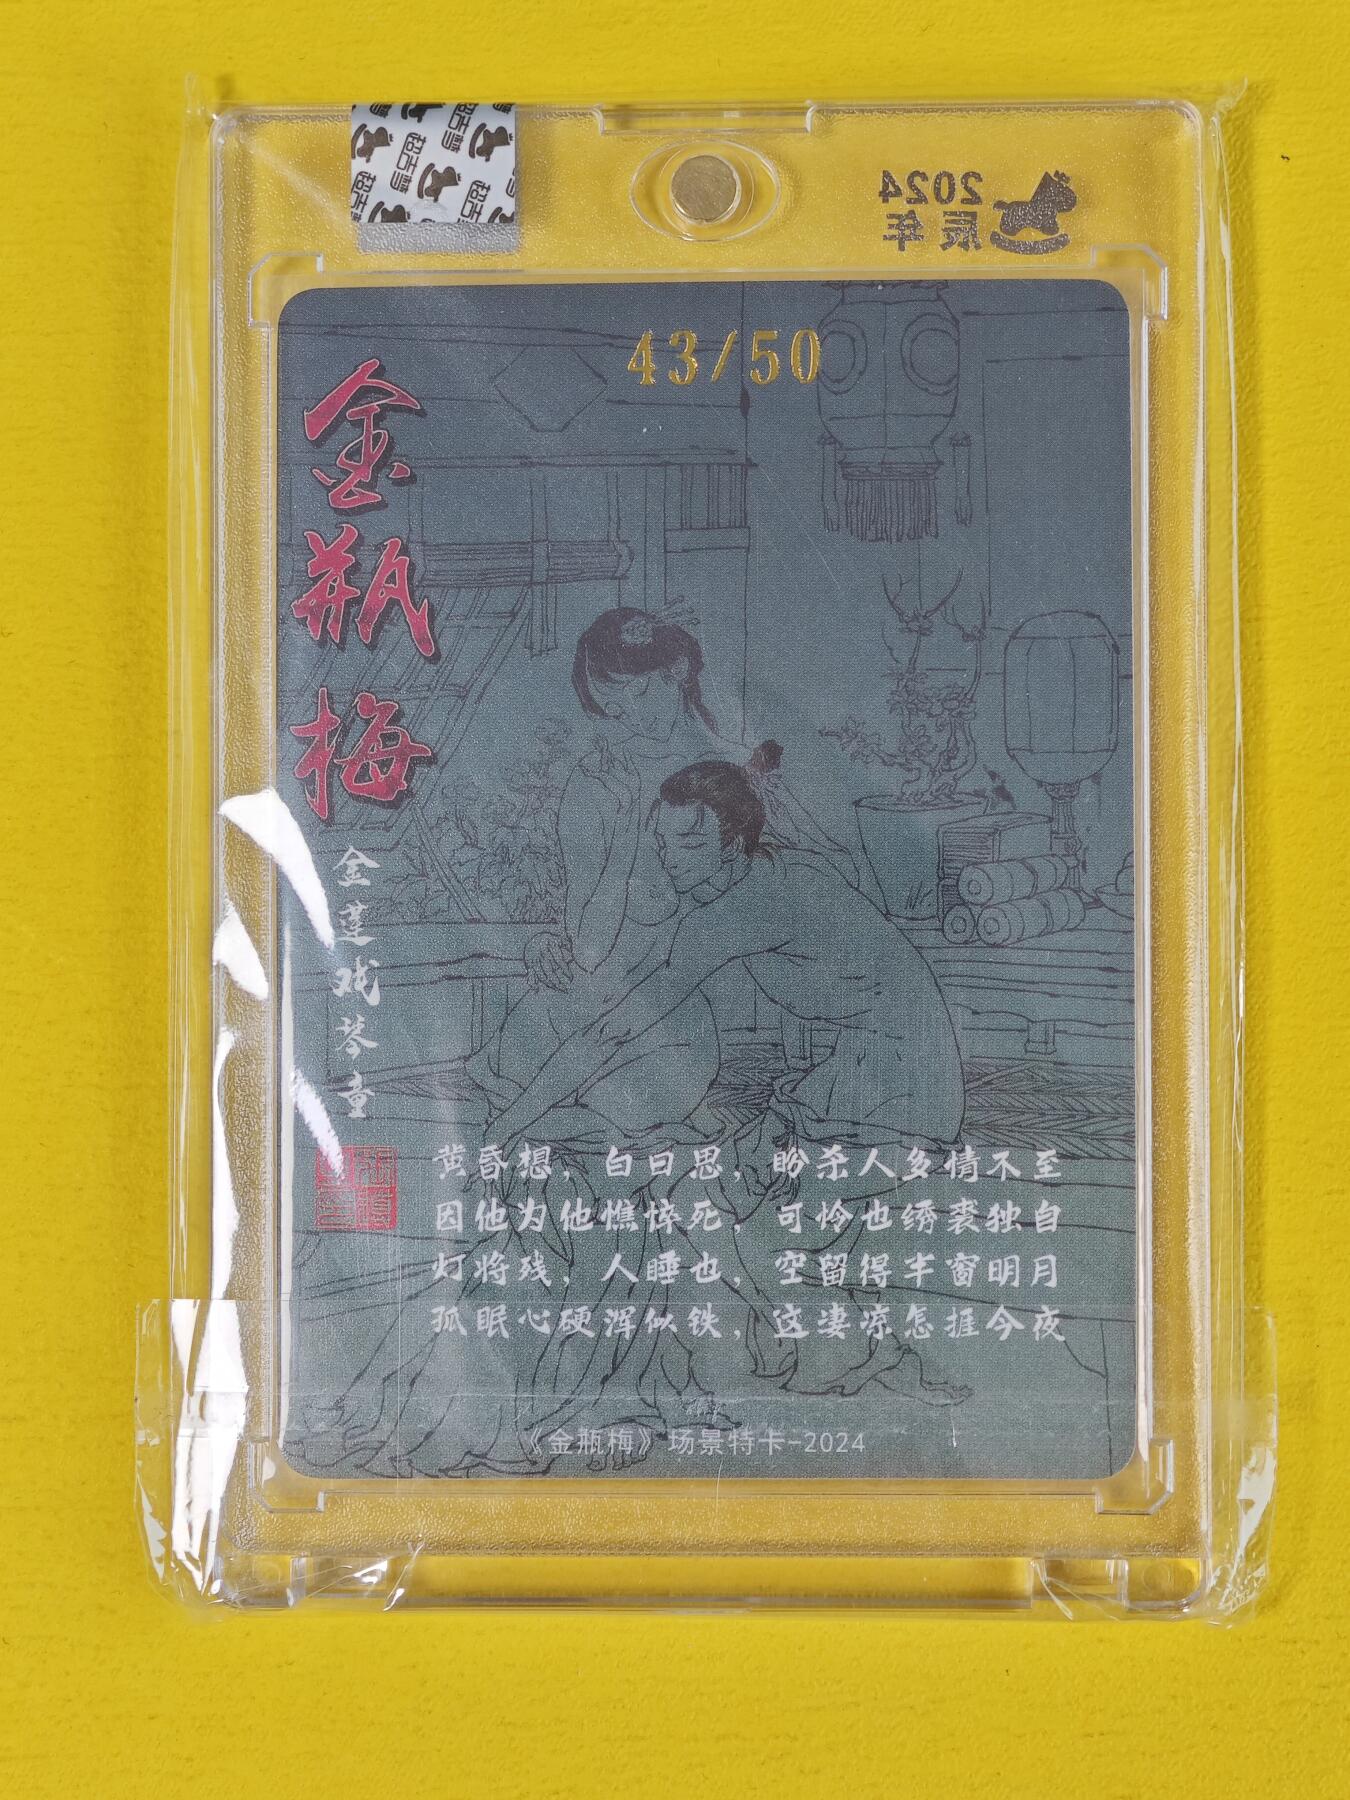 超古梦
2024
辰年
43/50
金瓶梅
金莲戏琴童
黄昏想，白日思，盼杀人多情不至
因他为他憔悴死，可怜也绣衾独自
灯将残，人睡也，空留得半窗明月
孤眠心硬浑似铁，这凄凉怎捱今夜
《金瓶梅》场景特卡-2024